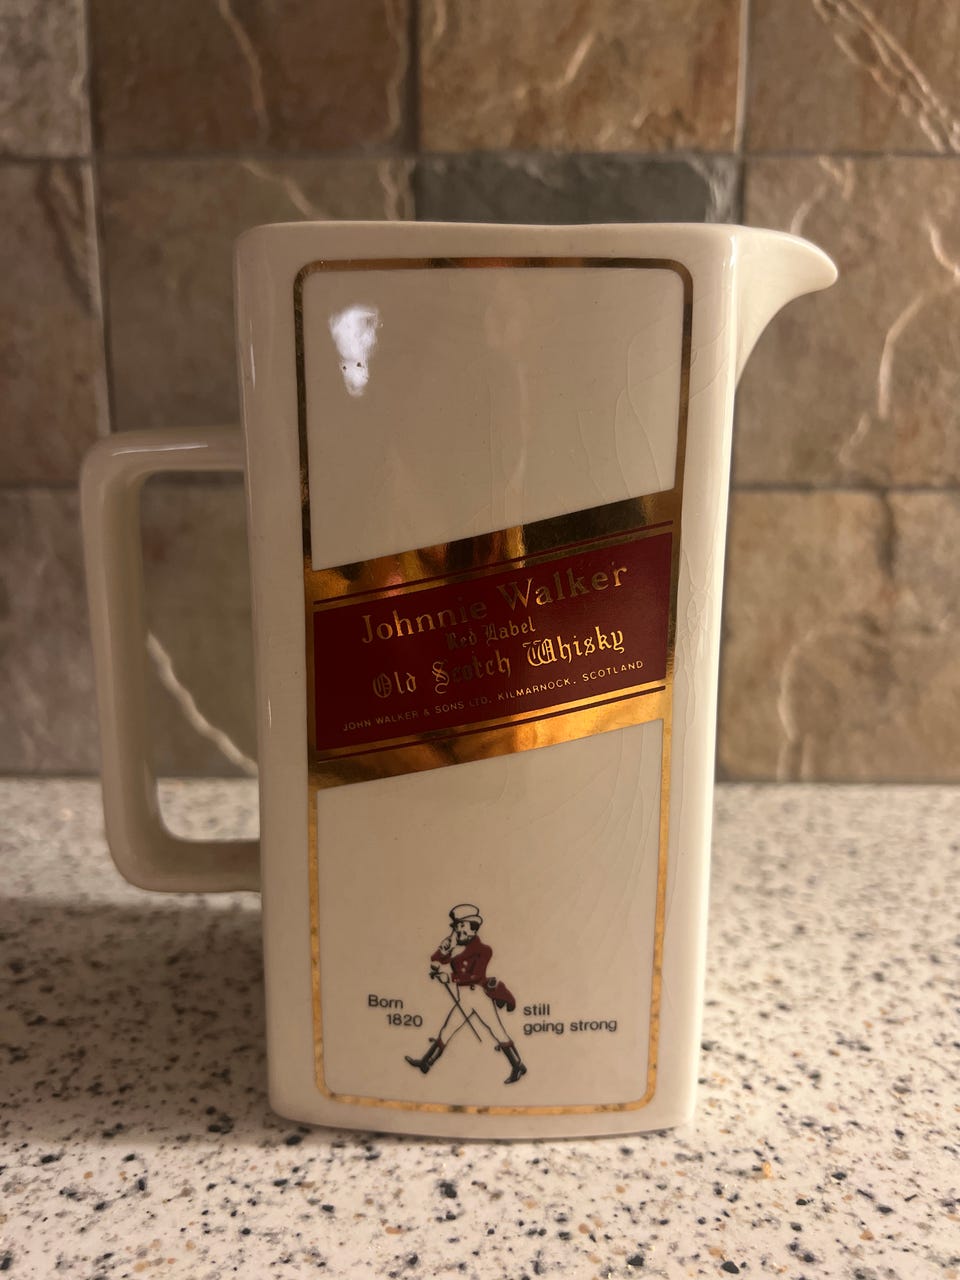 Johnnie Walker
Red Label
Old Scotch Whisky
JOHN WALKER & SONS LTD. KILMARNOCK. SCOTLAND
Born
1820
still
going strong